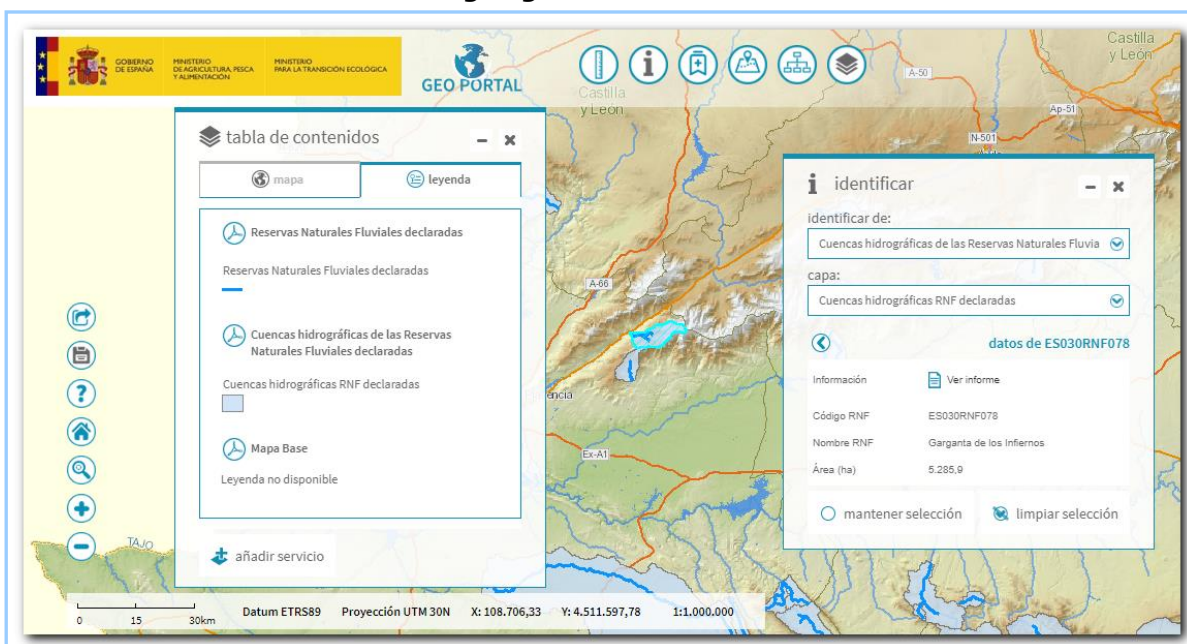 GOBIERNO
DE ESPAÑA
MINISTERIO
DE AGRICULTURA, PESCA
Y ALIMENTACIÓN
MINISTERIO
PARA LA TRANSICIÓN ECOLÓGICA
GEO PORTAL
Castilla
y León
Castilla
y León
A-50
Ap-51
N-501
A-66
Ex-A1
TAJO
tabla de contenidos
mapa
leyenda
Reservas Naturales Fluviales declaradas
Reservas Naturales Fluviales declaradas
Cuencas hidrográficas de las Reservas
Naturales Fluviales declaradas
Cuencas hidrográficas RNF declaradas
Mapa Base
Leyenda no disponible
añadir servicio
identificar
identificar de:
Cuencas hidrográficas de las Reservas Naturales Fluvia
capa:
Cuencas hidrográficas RNF declaradas
datos de ES030RNF078
Información Ver informe
Código RNF ES030RNF078
Nombre RNF Garganta de los Infiernos
Área (ha) 5.285,9
mantener selección limpiar selección
0 15 30km
Datum ETRS89 Proyección UTM 30N X: 108.706,33 Y: 4.511.597,78 1:1.000.000